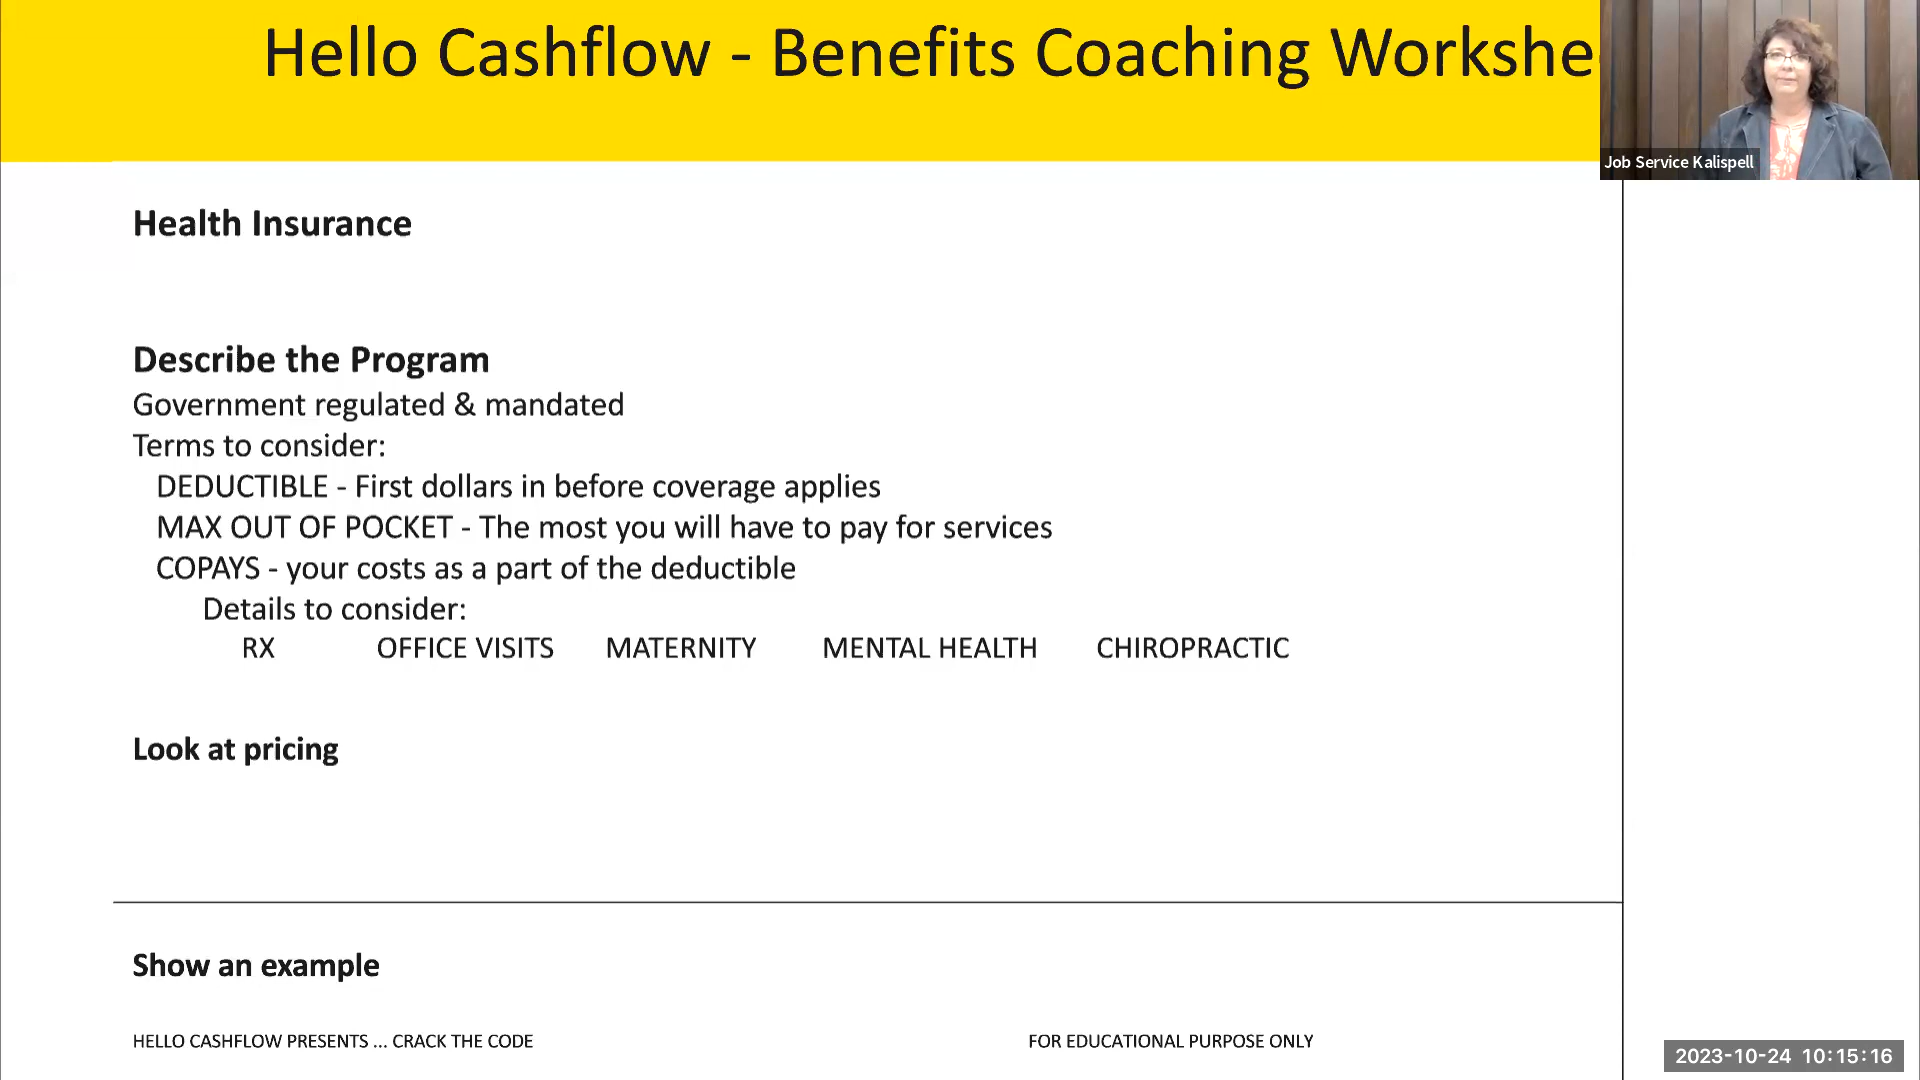 Hello Cashflow - Benefits Coaching Workshe
Job Service Kalispell
Health Insurance
Describe the Program
Government regulated & mandated
Terms to consider:
DEDUCTIBLE - First dollars in before coverage applies
MAX OUT OF POCKET - The most you will have to pay for services
COPAYS - your costs as a part of the deductible
Details to consider:
RX OFFICE VISITS MATERNITY MENTAL HEALTH CHIROPRACTIC
Look at pricing
Show an example
HELLO CASHFLOW PRESENTS ... CRACK THE CODE FOR EDUCATIONAL PURPOSE ONLY
2023-10-24 10:15:16